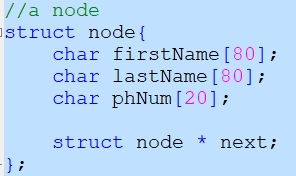 //a node
struct node{
    char firstName[80];
    char lastName[80];
    char phNum[20];

    struct node * next;
};